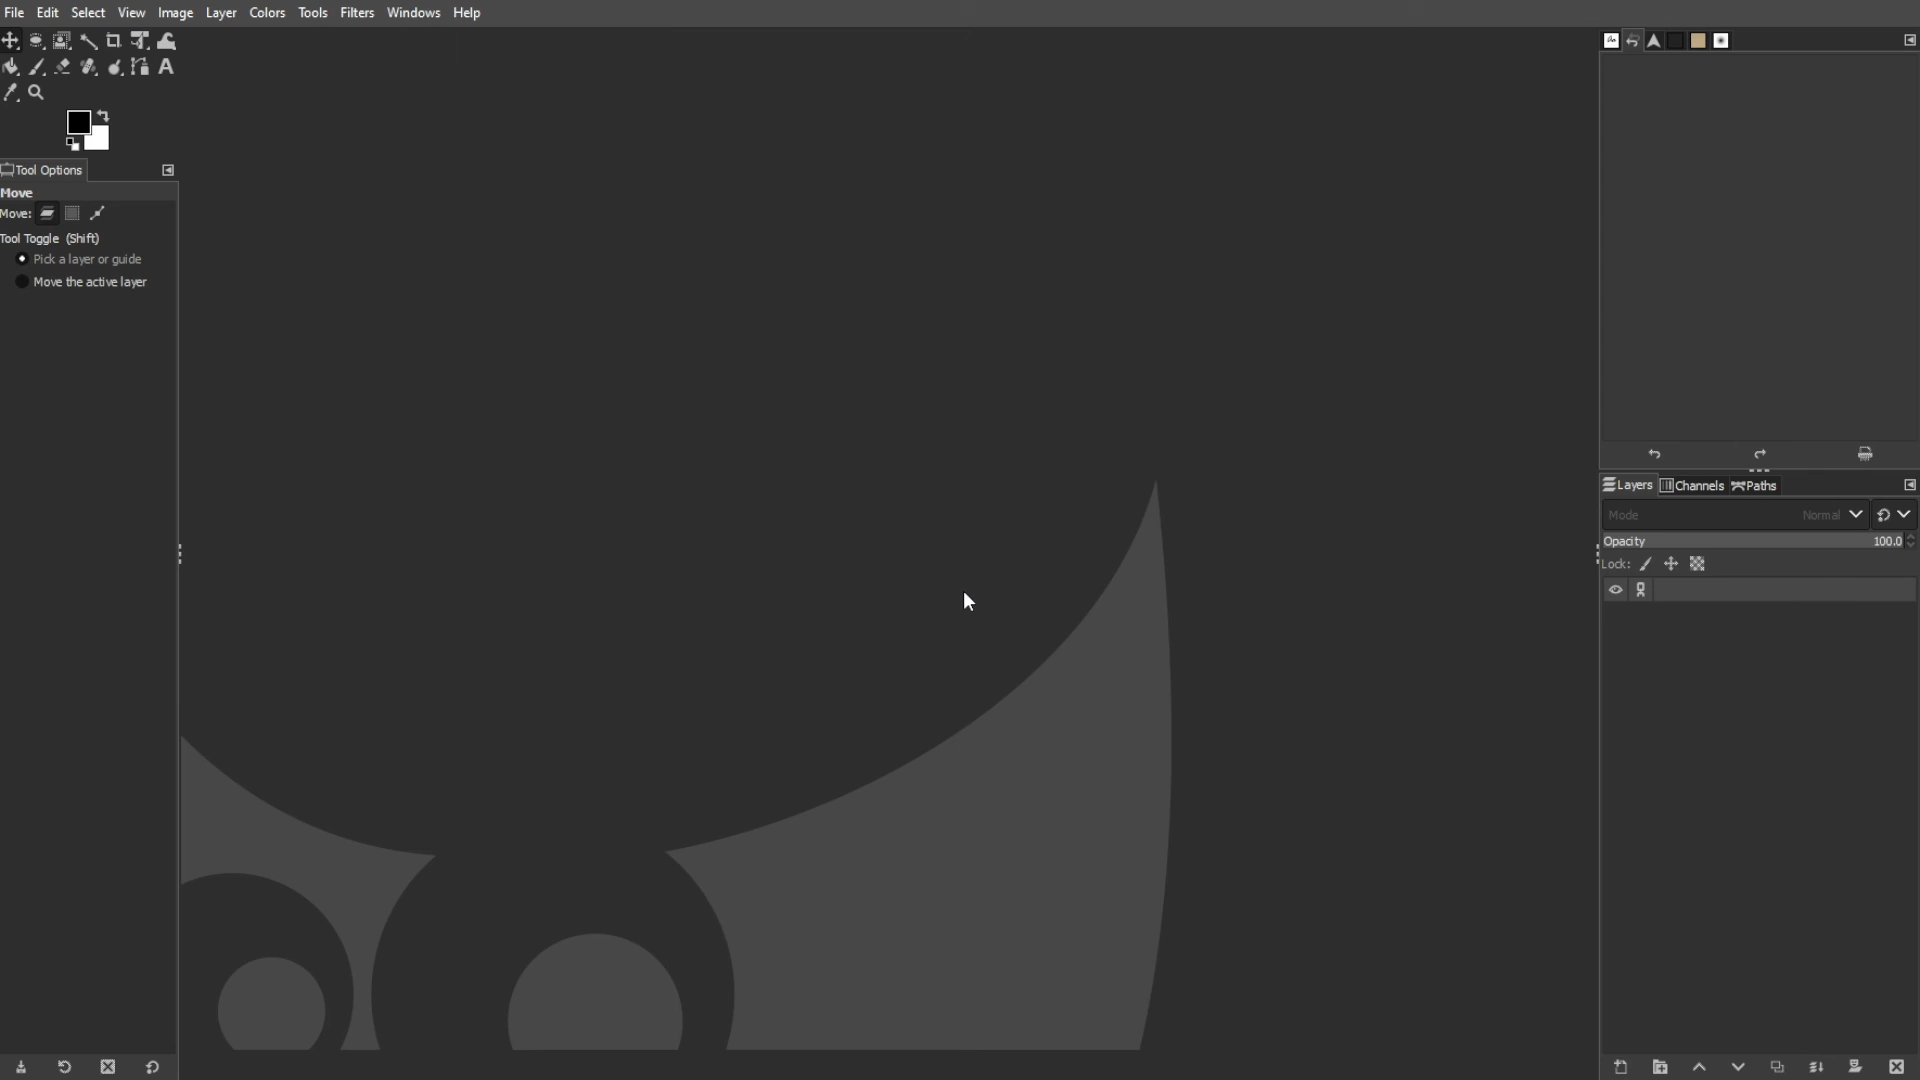 File Edit Select View Image Layer Colors Tools Filters Windows Help
Tool Options
Move
Move:
Tool Toggle (Shift)
Pick a layer or guide
Move the active layer
Layers Channels Paths
Mode Normal
Opacity 100.0
Lock: